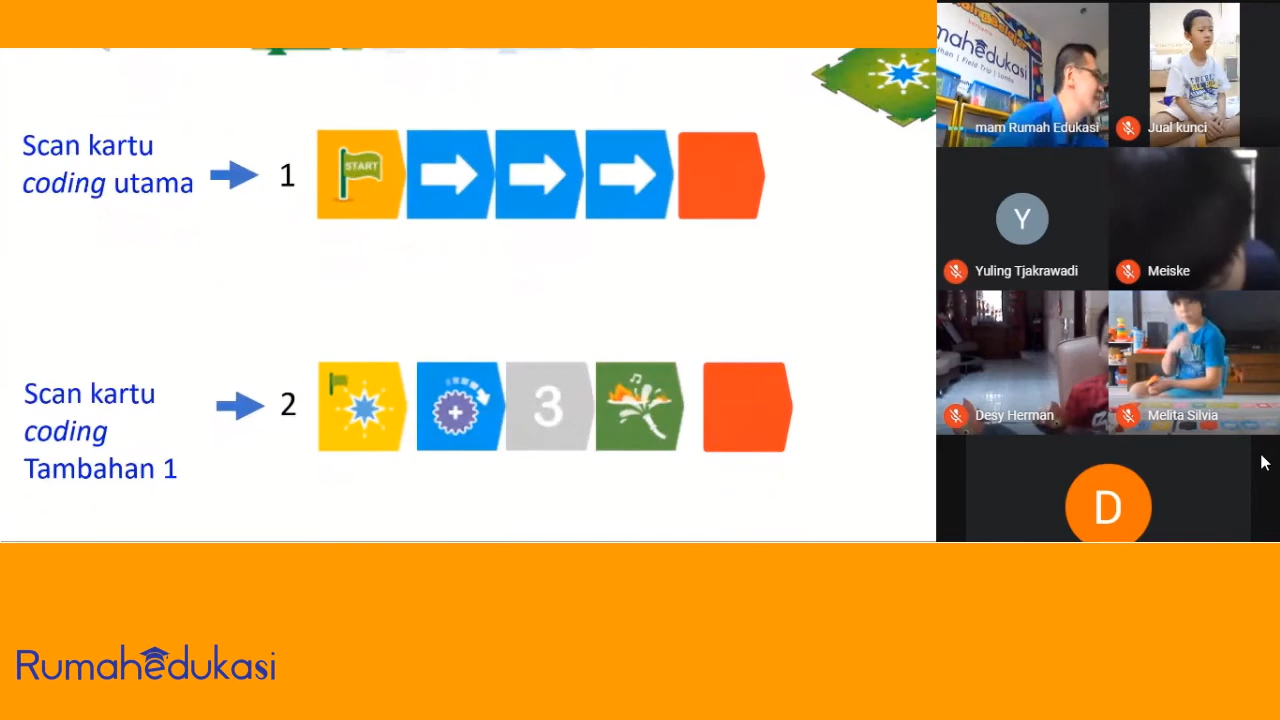 Scan kartu
coding utama
1
START
Scan kartu
coding
Tambahan 1
2
3
mahedukasi
mam Rumah Edukasi
Jual kunci
Y
Yuling Tjakrawadi
Meiske
Desy Herman
Melita Silvia
D
Rumahedukasi